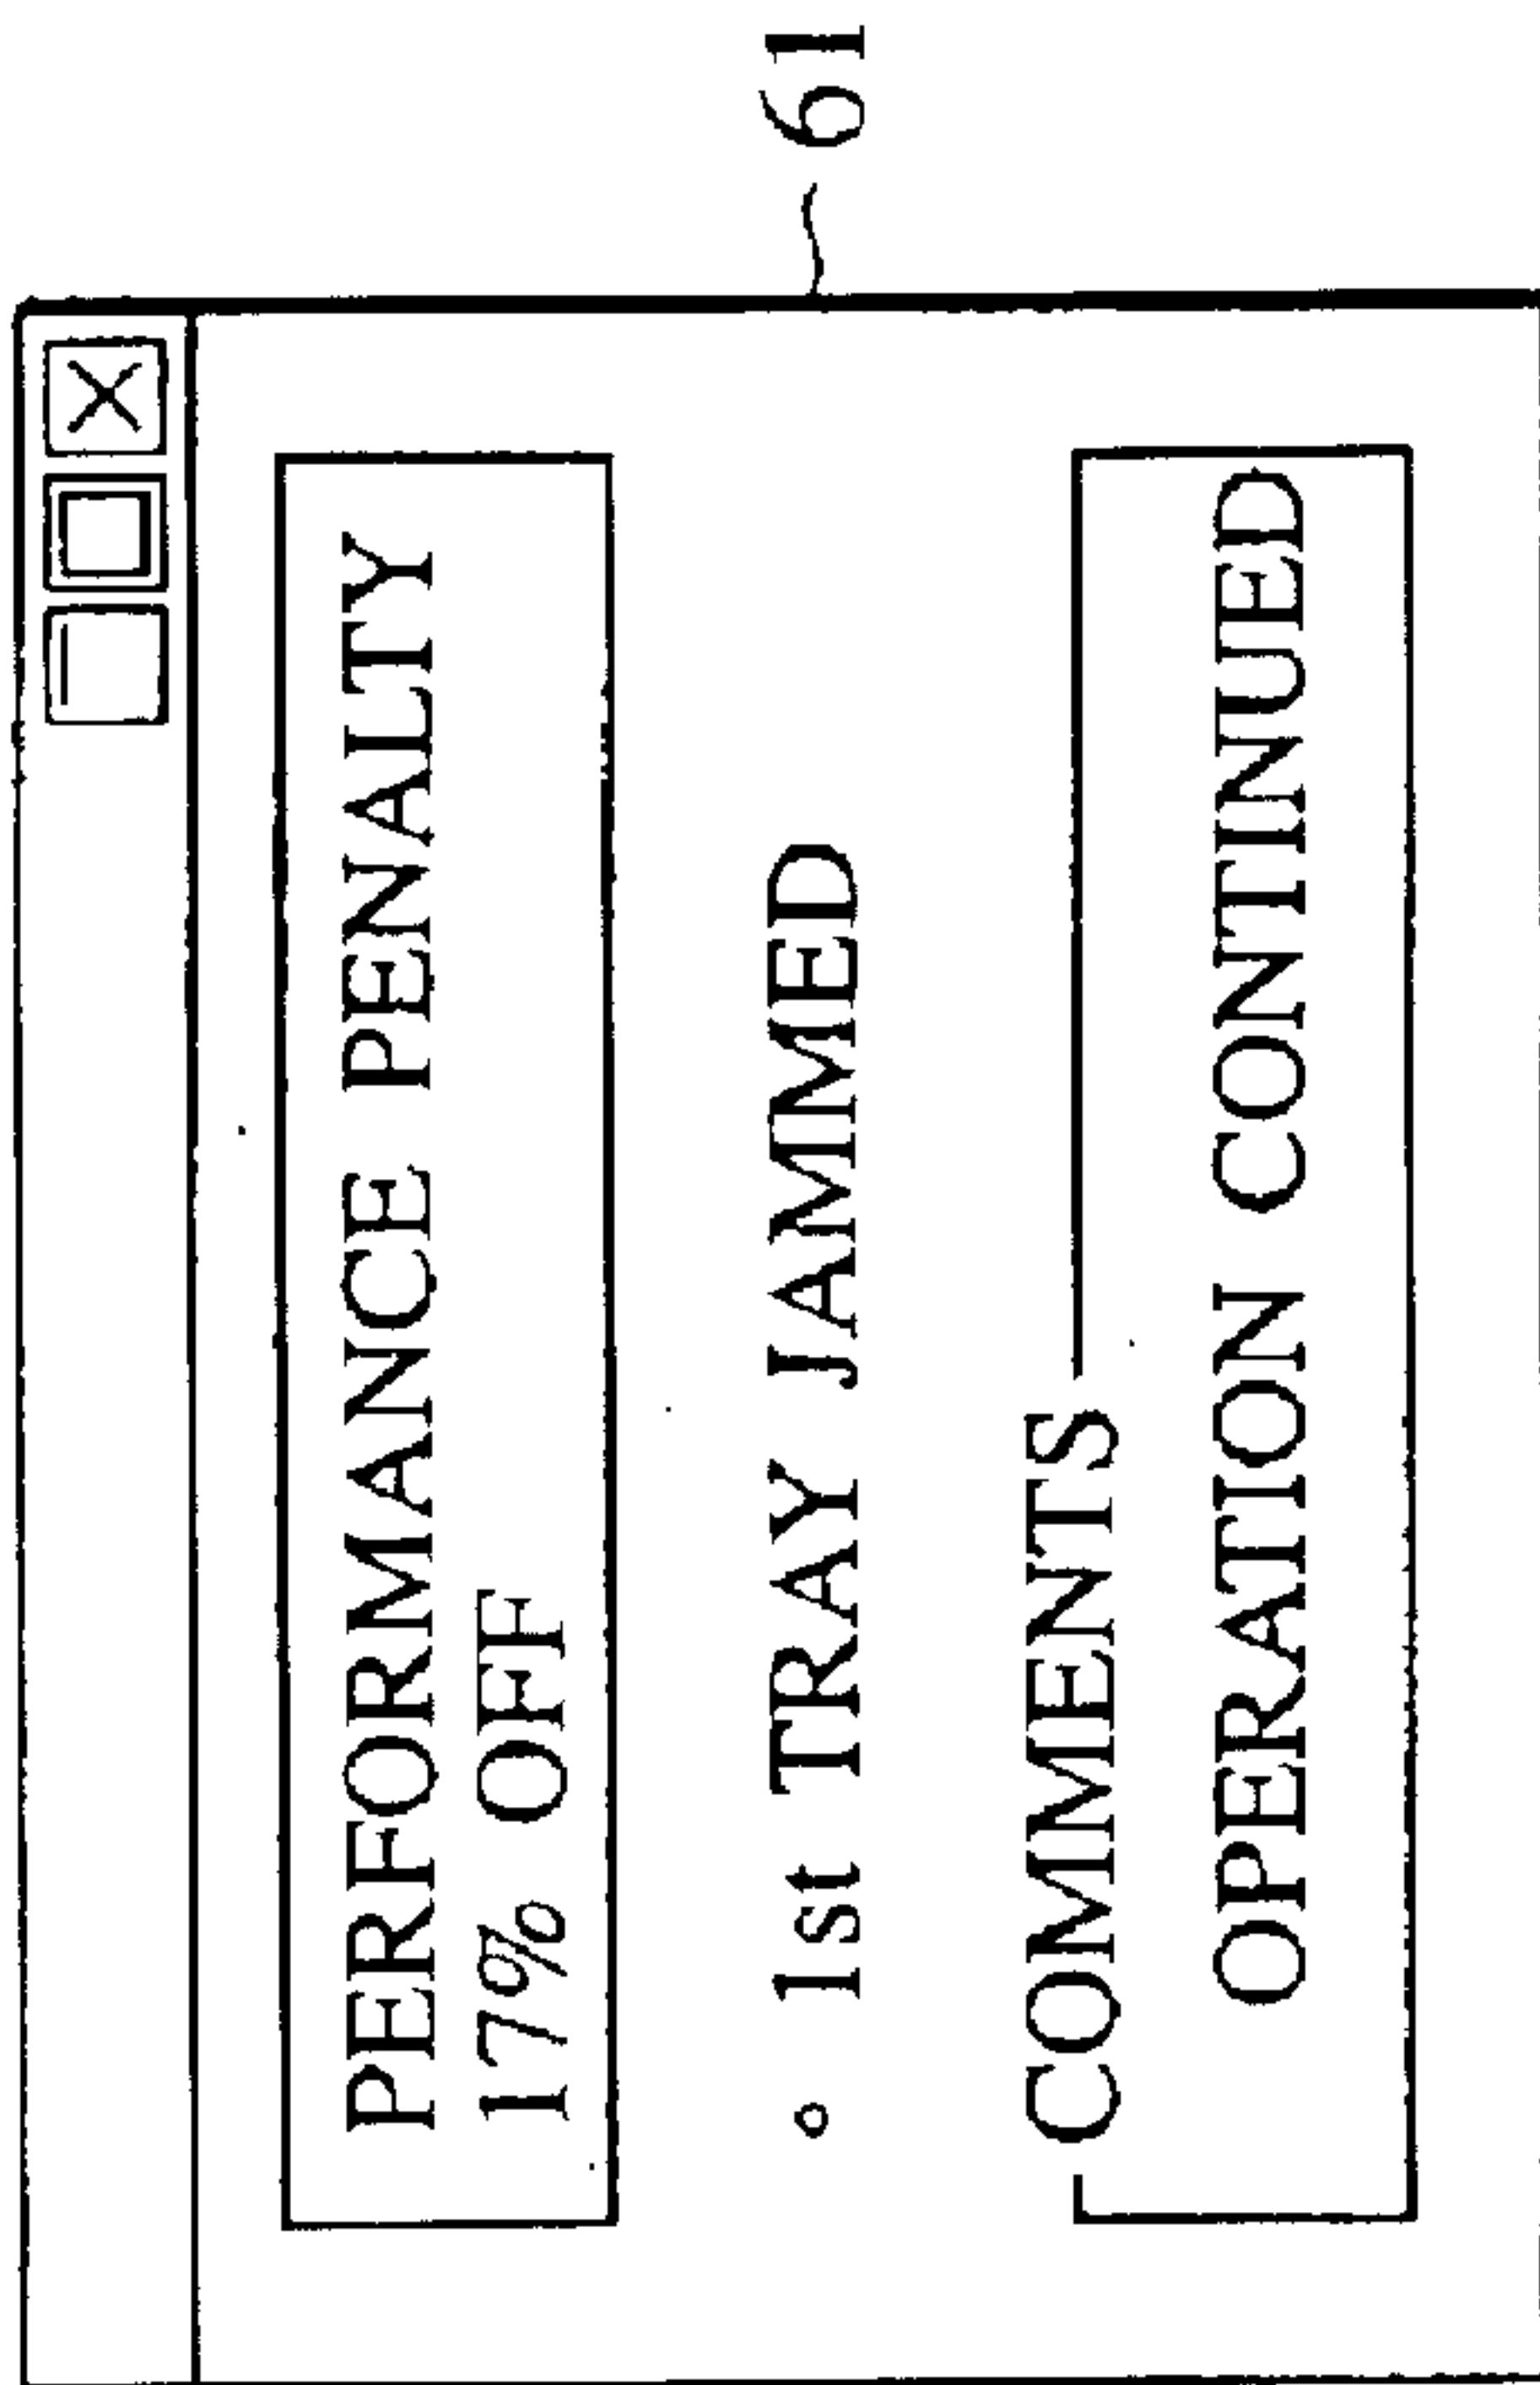 PERFORMANCE PENALTY
17% OFF
1st TRAY JAMMED
COMMENTS
OPERATION CONTINUED
61